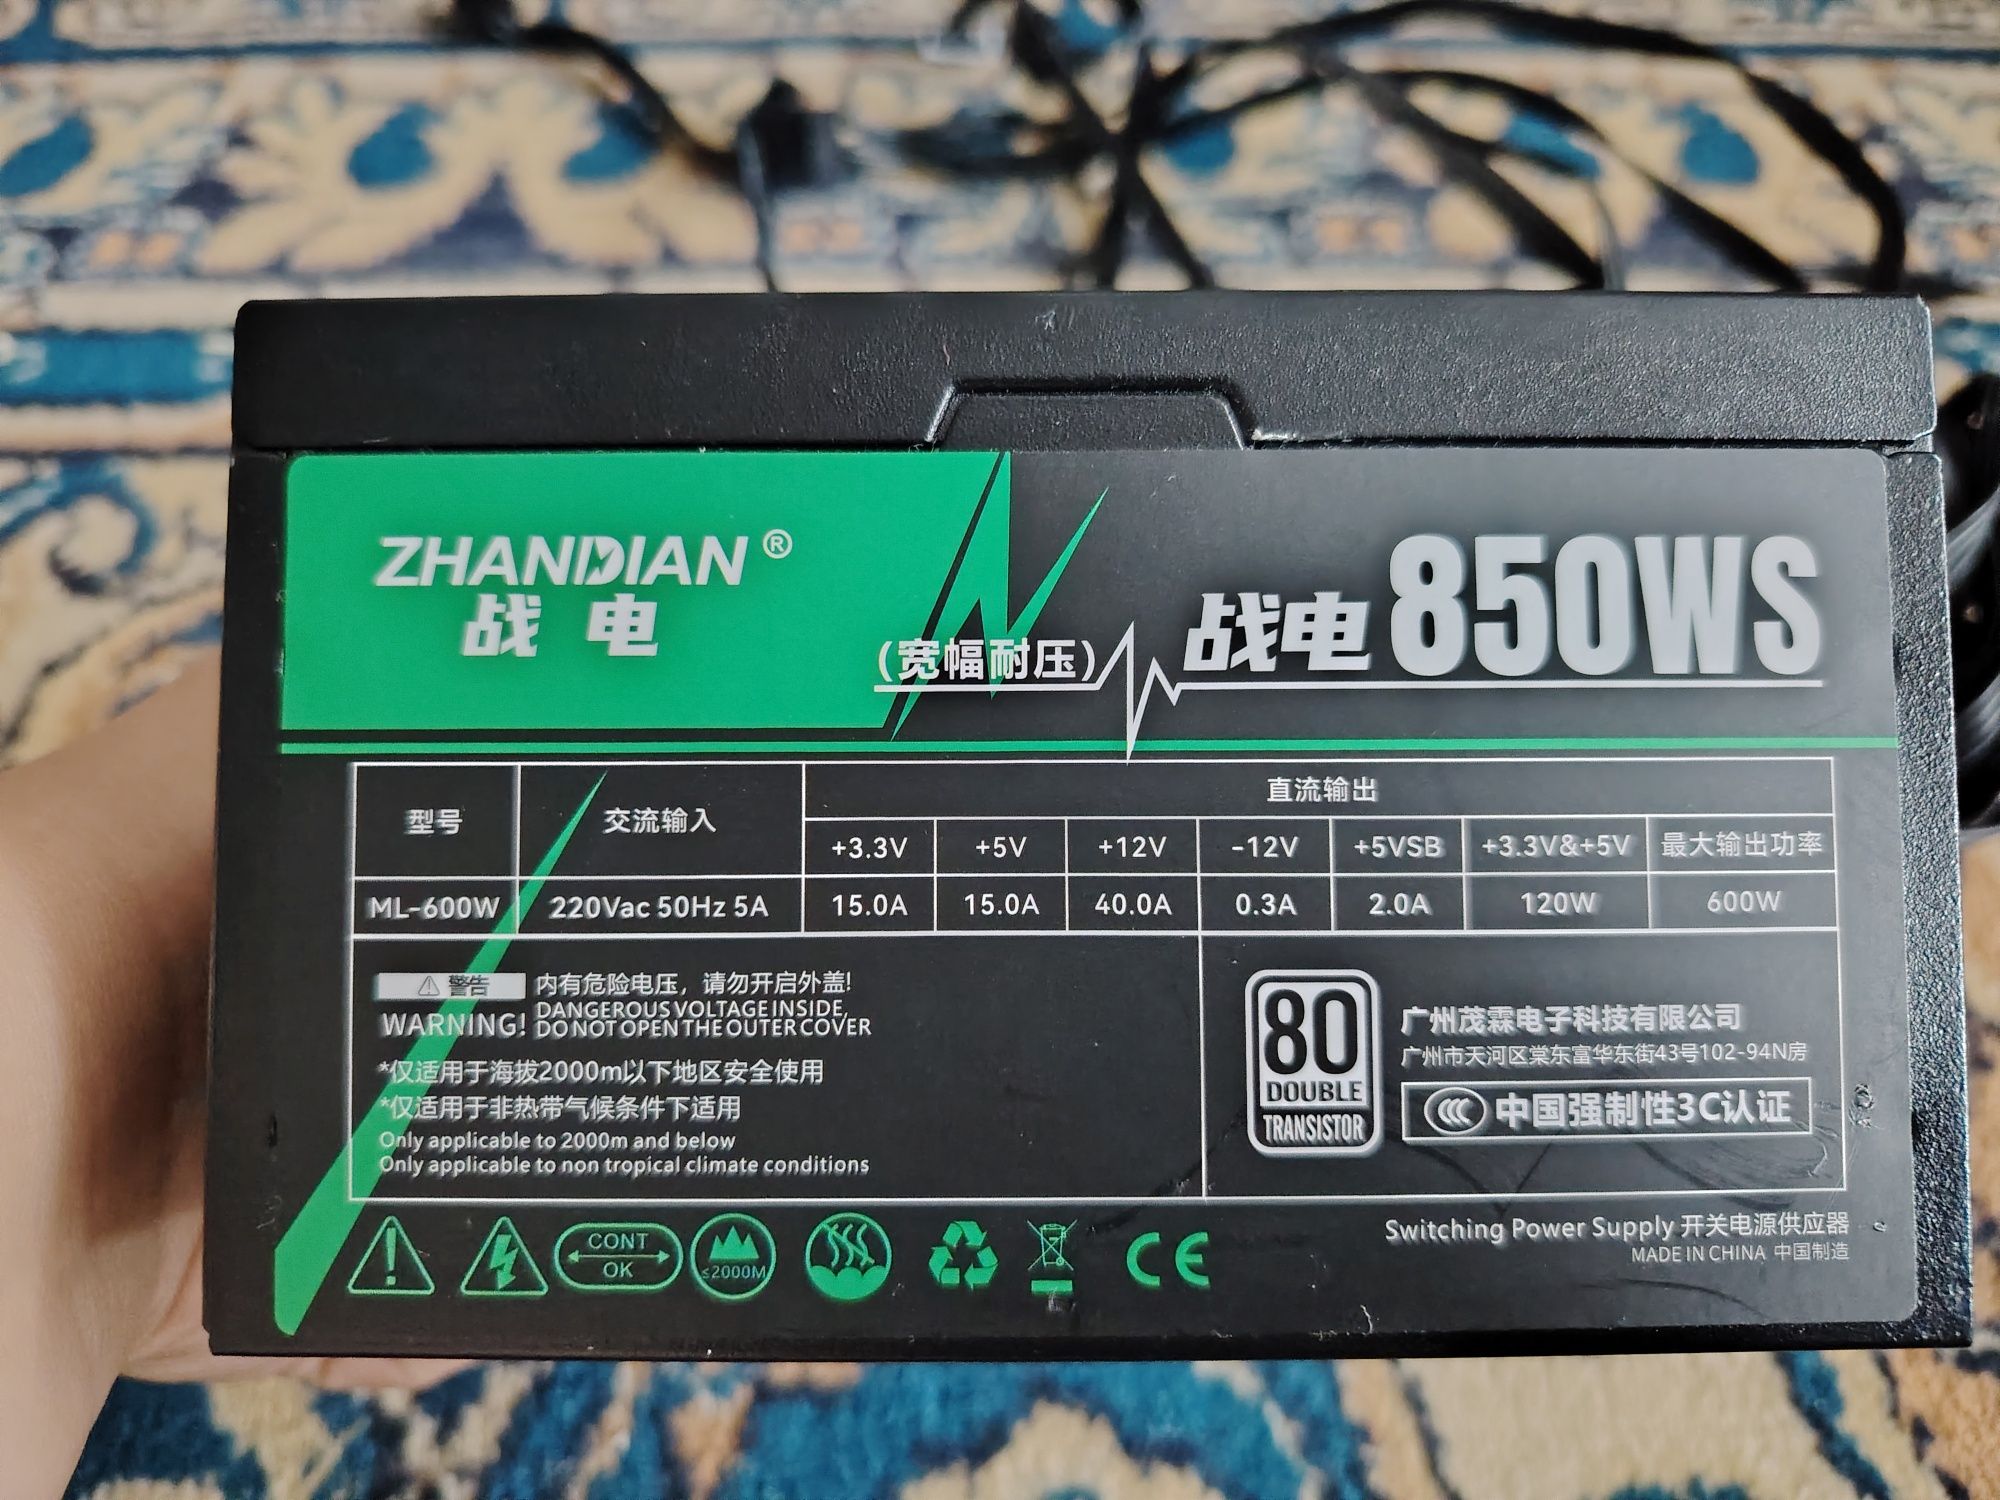 ZHANDIAN®
战电
(宽幅耐压)
战电850WS
型号 交流输入 直流输出
+3.3V +5V +12V -12V +5VSB +3.3V&+5V 最大输出功率
ML-600W 220Vac 50Hz 5A 15.0A 15.0A 40.0A 0.3A 2.0A 120W 600W
警告 内有危险电压，请勿开启外盖!
WARNING! DANGEROUS VOLTAGE INSIDE,
DO NOT OPEN THE OUTER COVER
*仅适用于海拔2000m以下地区安全使用
*仅适用于非热带气候条件下适用
Only applicable to 2000m and below
Only applicable to non tropical climate conditions
80
DOUBLE
TRANSISTOR
广州茂霖电子科技有限公司
广州市天河区棠东富华东街43号102-94N房
CCC 中国强制性3C认证
CONT
OK
≤2000M
CE
Switching Power Supply 开关电源供应器
MADE IN CHINA 中国制造